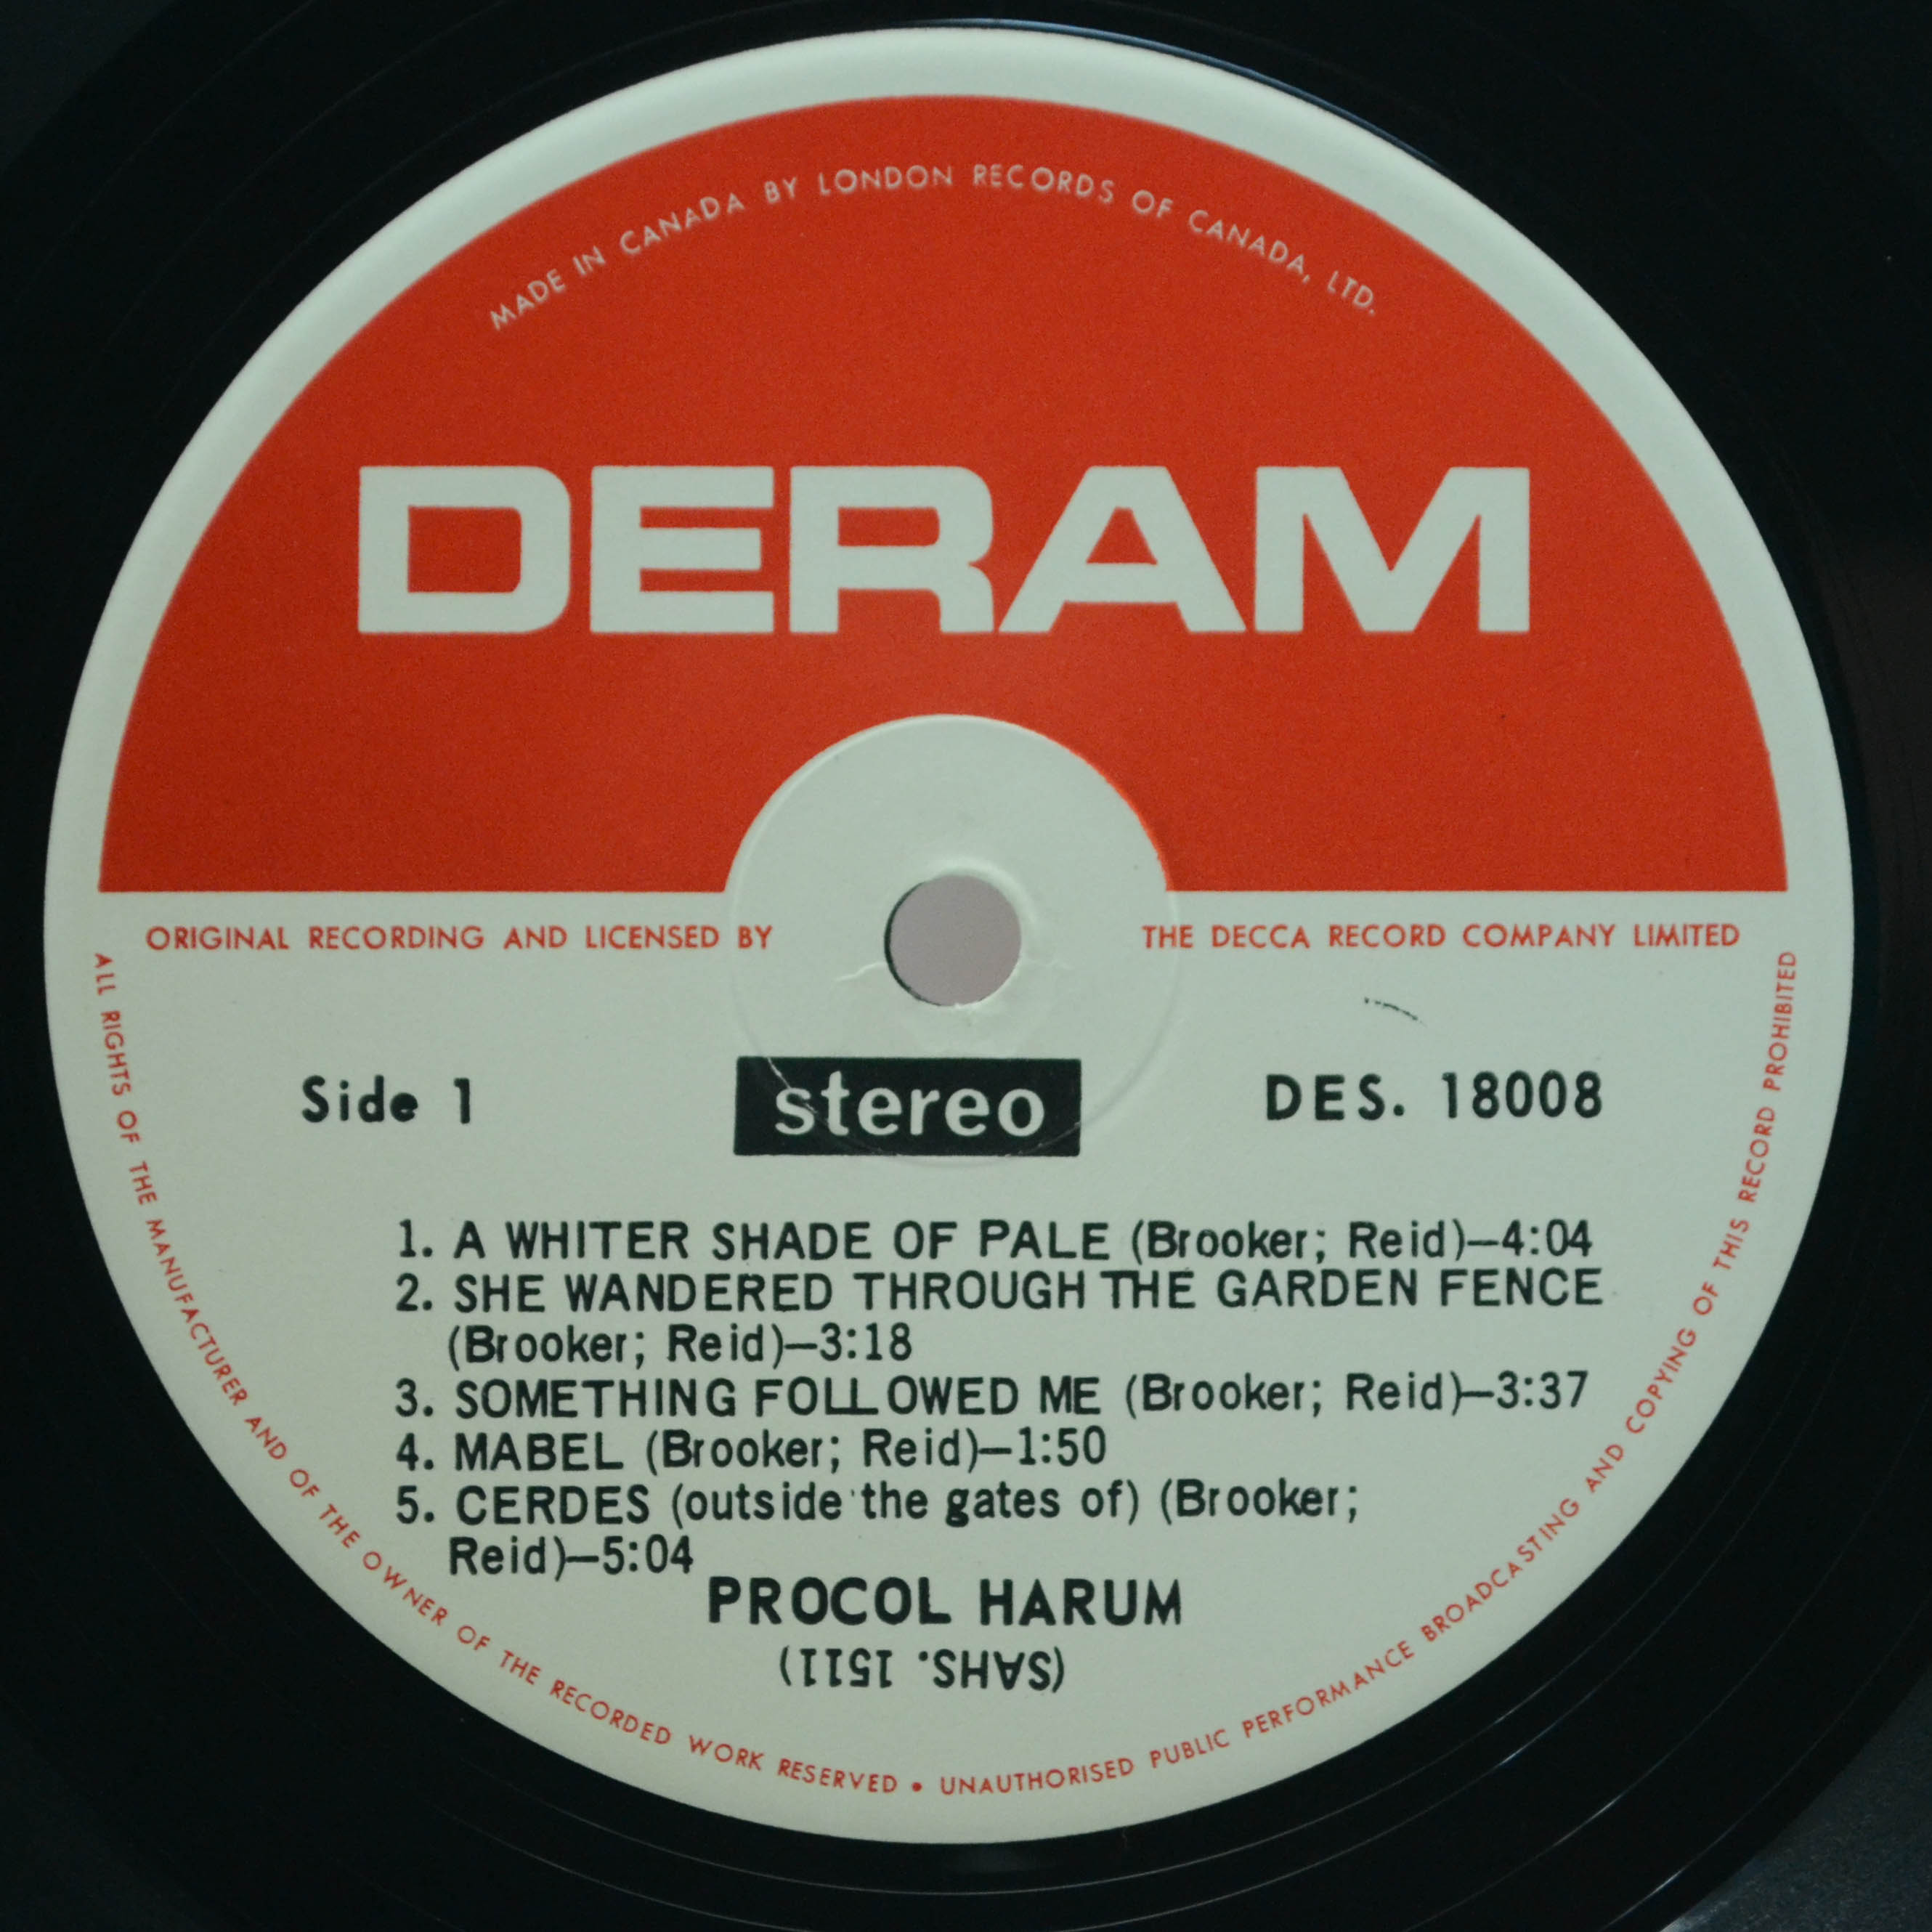 MADE IN CANADA BY LONDON RECORDS OF CANADA, LTD.
DERAM
ORIGINAL RECORDING AND LICENSED BY THE DECCA RECORD COMPANY LIMITED
Side 1
stereo
DES. 18008
1. A WHITER SHADE OF PALE (Brooker; Reid)—4:04
2. SHE WANDERED THROUGH THE GARDEN FENCE
(Brooker; Reid)—3:18
3. SOMETHING FOLLOWED ME (Brooker; Reid)—3:37
4. MABEL (Brooker; Reid)—1:50
5. CERDES (outside the gates of) (Brooker;
Reid)—5:04
PROCOL HARUM
(SAHS. 1511)
ALL RIGHTS OF THE MANUFACTURER AND OF THE OWNER OF THE RECORDED WORK RESERVED • UNAUTHORISED PUBLIC PERFORMANCE BROADCASTING AND COPYING OF THIS RECORD PROHIBITED